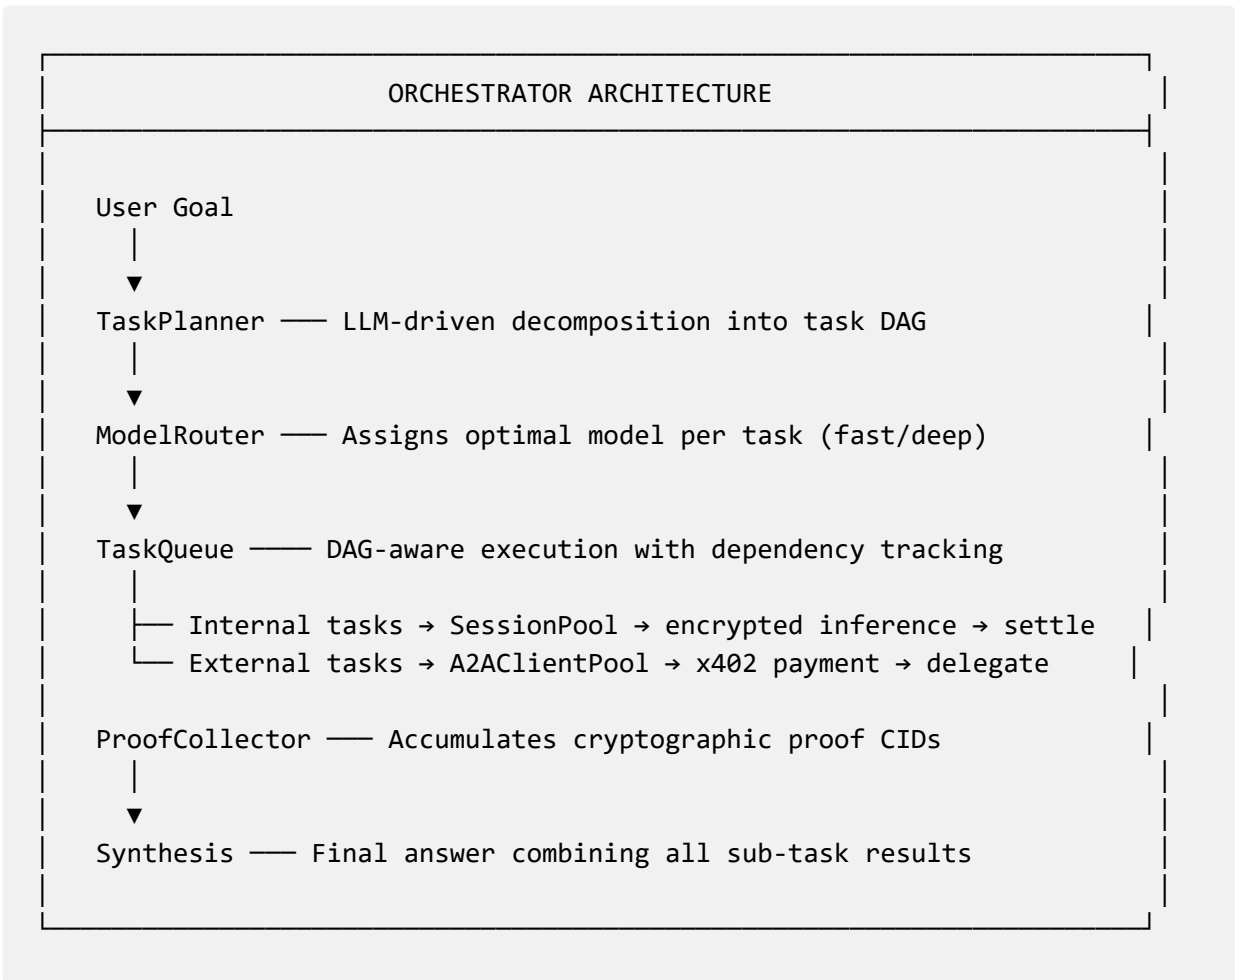 ORCHESTRATOR ARCHITECTURE
User Goal
▼
TaskPlanner ─── LLM-driven decomposition into task DAG
▼
ModelRouter ─── Assigns optimal model per task (fast/deep)
▼
TaskQueue ──── DAG-aware execution with dependency tracking
├── Internal tasks → SessionPool → encrypted inference → settle
└── External tasks → A2AClientPool → x402 payment → delegate
ProofCollector ─── Accumulates cryptographic proof CIDs
▼
Synthesis ─── Final answer combining all sub-task results